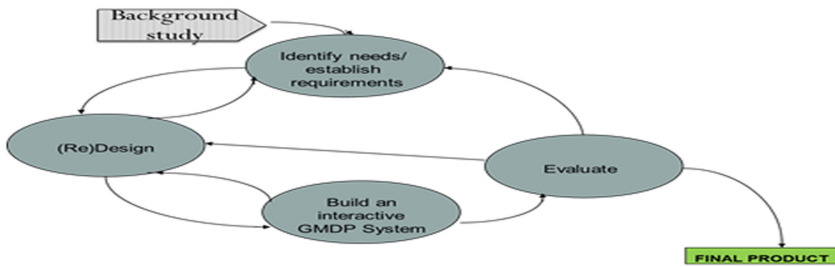 Background
study
Identify needs/
establish
requirements
(Re)Design
Evaluate
Build an
interactive
GMDP System
FINAL PRODUCT